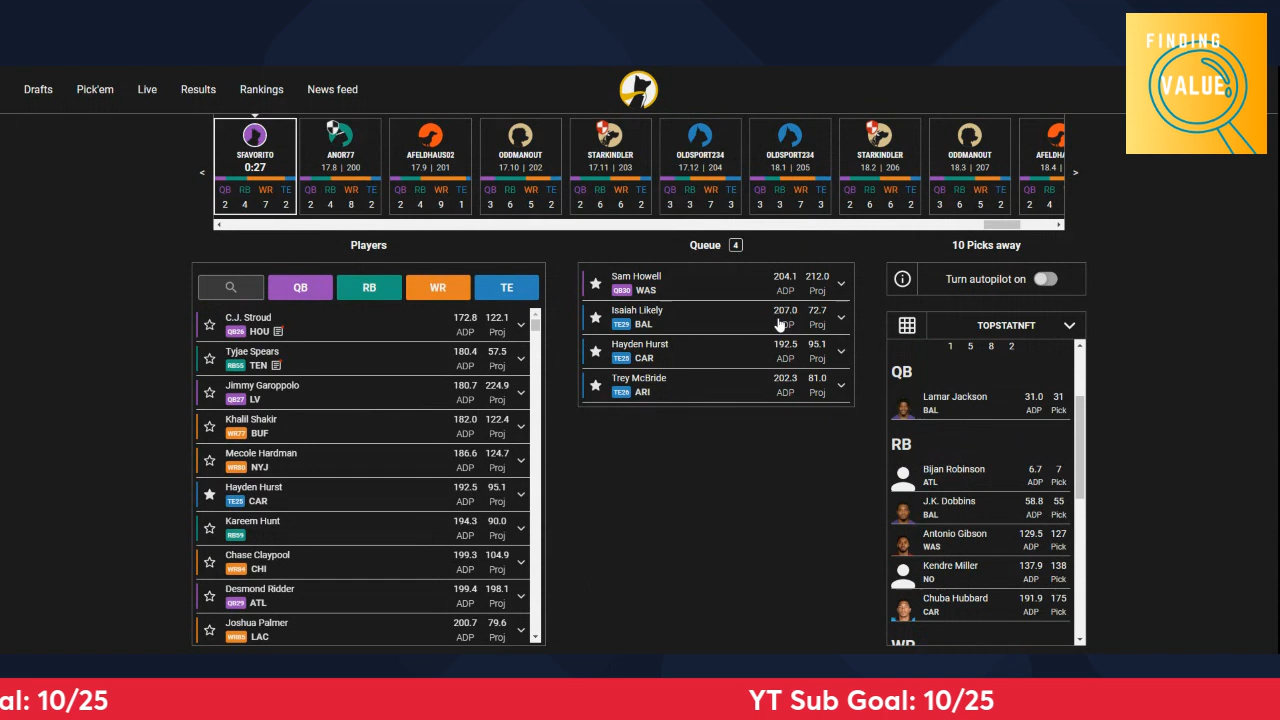 FINDING
VALUE
Drafts Pick'em Live Results Rankings News feed
SFAVORITO ANOR77 AFELDHAUS02 ODDMANOUT STARKINDLER OLDSPORT234 OLDSPORT234 STARKINDLER ODDMANOUT AFELDHA
0:27 17.8 | 200 17.9 | 201 17.10 | 202 17.11 | 203 17.12 | 204 18.1 | 205 18.2 | 206 18.3 | 207 18.4 |
QB RB WR TE QB RB WR TE QB RB WR TE QB RB WR TE QB RB WR TE QB RB WR TE QB RB WR TE QB RB WR TE QB RB WR TE QB RB
2 4 7 2 2 4 8 2 2 4 9 1 3 6 5 2 2 6 6 2 3 3 7 3 3 3 7 3 2 6 6 2 3 6 5 2 2 4
Players
QB RB WR TE
C.J. Stroud 172.8 122.1
QB26 HOU ADP Proj
Tyjae Spears 180.4 57.5
RB55 TEN ADP Proj
Jimmy Garoppolo 180.7 224.9
QB27 LV ADP Proj
Khalil Shakir 182.0 122.4
WR77 BUF ADP Proj
Mecole Hardman 186.6 124.7
WR80 NYJ ADP Proj
Hayden Hurst 192.5 95.1
TE25 CAR ADP Proj
Kareem Hunt 194.3 90.0
RB59 ADP Proj
Chase Claypool 199.3 104.9
WR84 CHI ADP Proj
Desmond Ridder 199.4 198.1
QB29 ATL ADP Proj
Joshua Palmer 200.7 79.6
WR85 LAC ADP Proj
Queue 4
Sam Howell 204.1 212.0
QB30 WAS ADP Proj
Isaiah Likely 207.0 72.7
TE29 BAL ADP Proj
Hayden Hurst 192.5 95.1
TE25 CAR ADP Proj
Trey McBride 202.3 81.0
TE26 ARI ADP Proj
10 Picks away
Turn autopilot on
TOPSTATNFT
1 5 8 2
QB
Lamar Jackson 31.0 31
BAL ADP Pick
RB
Bijan Robinson 6.7 7
ATL ADP Pick
J.K. Dobbins 58.8 55
BAL ADP Pick
Antonio Gibson 129.5 127
WAS ADP Pick
Kendre Miller 137.9 138
NO ADP Pick
Chuba Hubbard 191.9 175
CAR ADP Pick
WR
al: 10/25 YT Sub Goal: 10/25